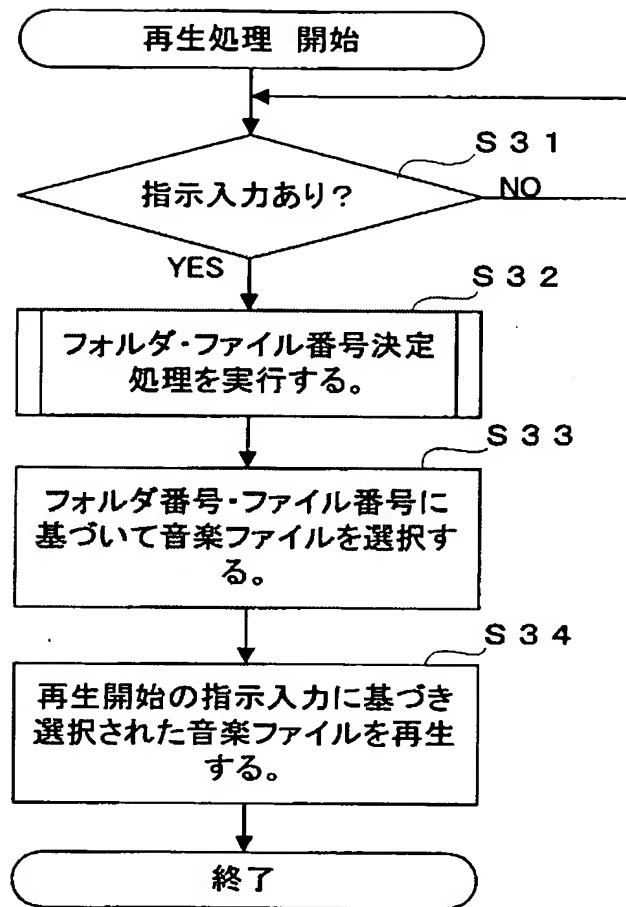 再生処理 開始
S31
指示入力あり?
NO
YES
S32
フォルダ・ファイル番号決定
処理を実行する。
S33
フォルダ番号・ファイル番号に
基づいて音楽ファイルを選択す
る。
S34
再生開始の指示入力に基づき
選択された音楽ファイルを再生
する。
終了